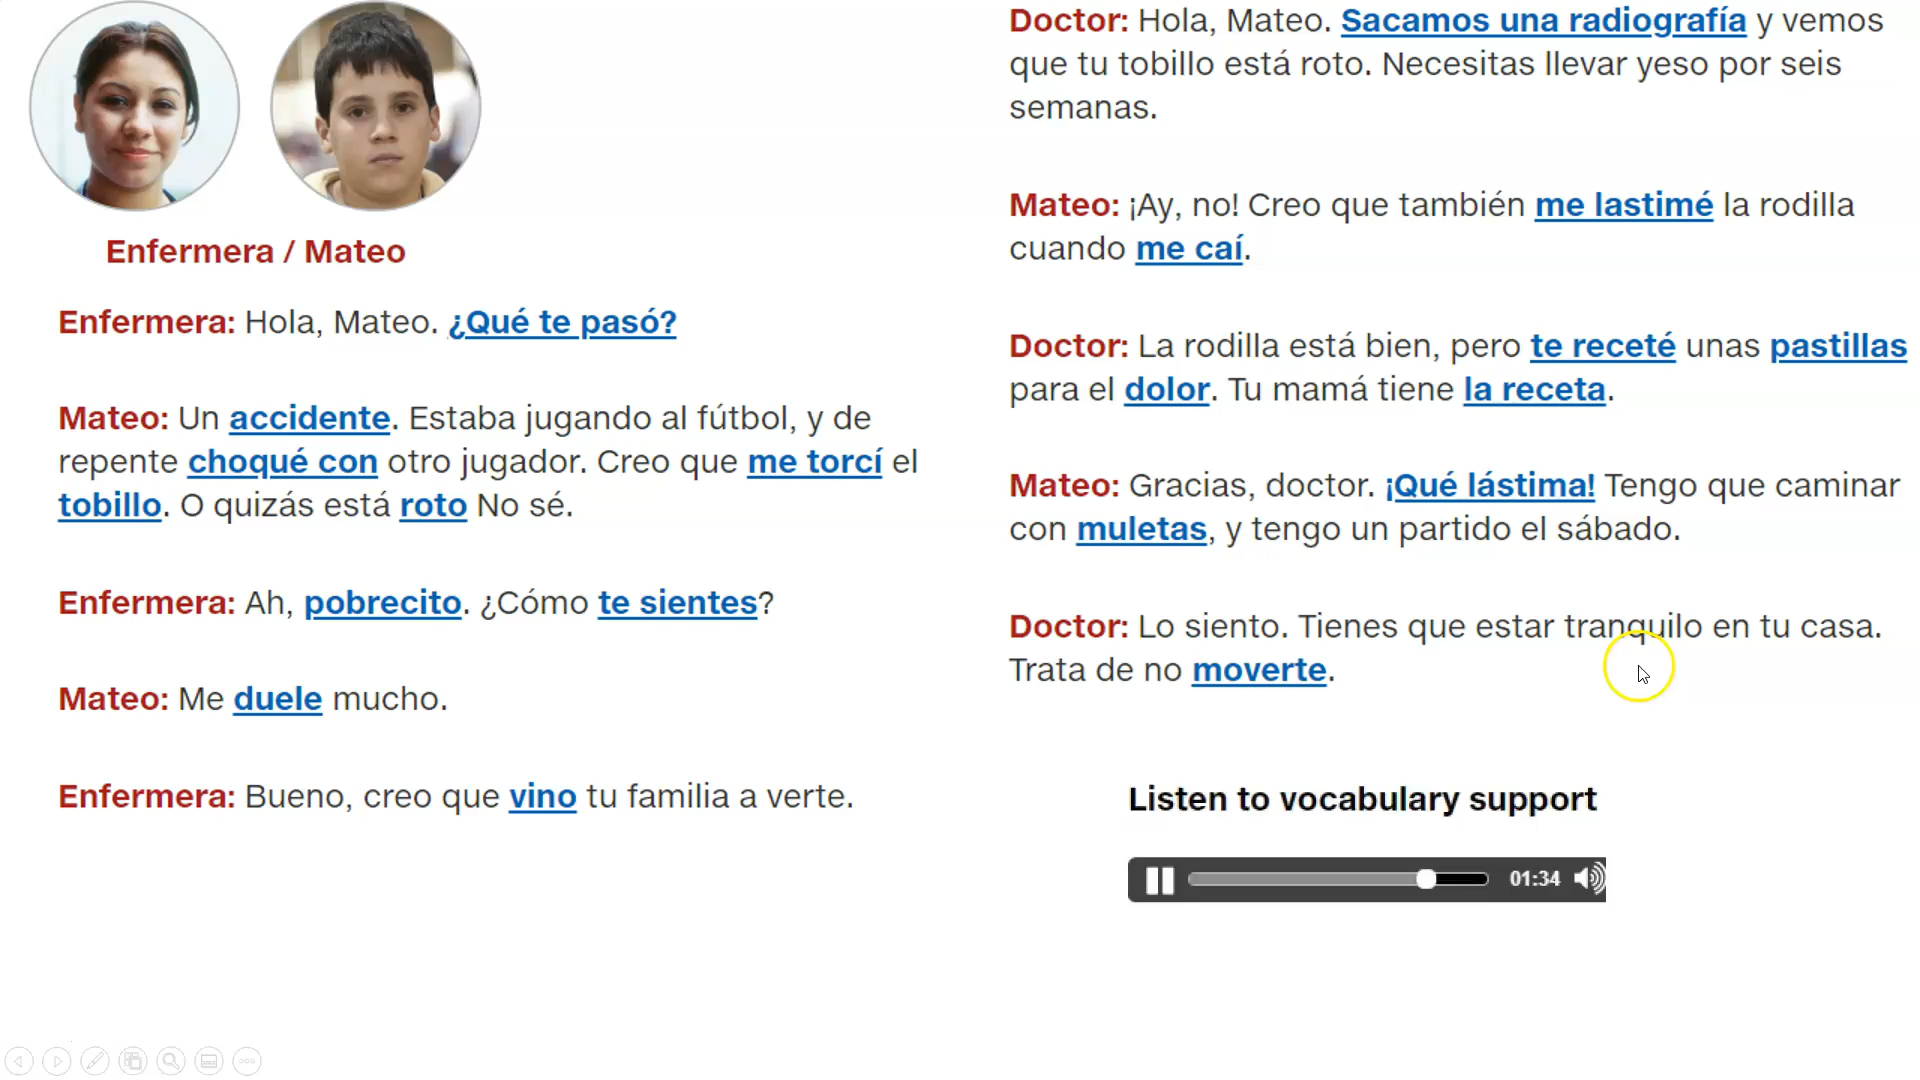 Enfermera / Mateo
Enfermera: Hola, Mateo. ¿Qué te pasó?
Mateo: Un accidente. Estaba jugando al fútbol, y de
repente choqué con otro jugador. Creo que me torcí el
tobillo. O quizás está roto No sé.
Enfermera: Ah, pobrecito. ¿Cómo te sientes?
Mateo: Me duele mucho.
Enfermera: Bueno, creo que vino tu familia a verte.
Doctor: Hola, Mateo. Sacamos una radiografía y vemos
que tu tobillo está roto. Necesitas llevar yeso por seis
semanas.
Mateo: ¡Ay, no! Creo que también me lastimé la rodilla
cuando me caí.
Doctor: La rodilla está bien, pero te receté unas pastillas
para el dolor. Tu mamá tiene la receta.
Mateo: Gracias, doctor. ¡Qué lástima! Tengo que caminar
con muletas, y tengo un partido el sábado.
Doctor: Lo siento. Tienes que estar tranquilo en tu casa.
Trata de no moverte.
Listen to vocabulary support
01:34